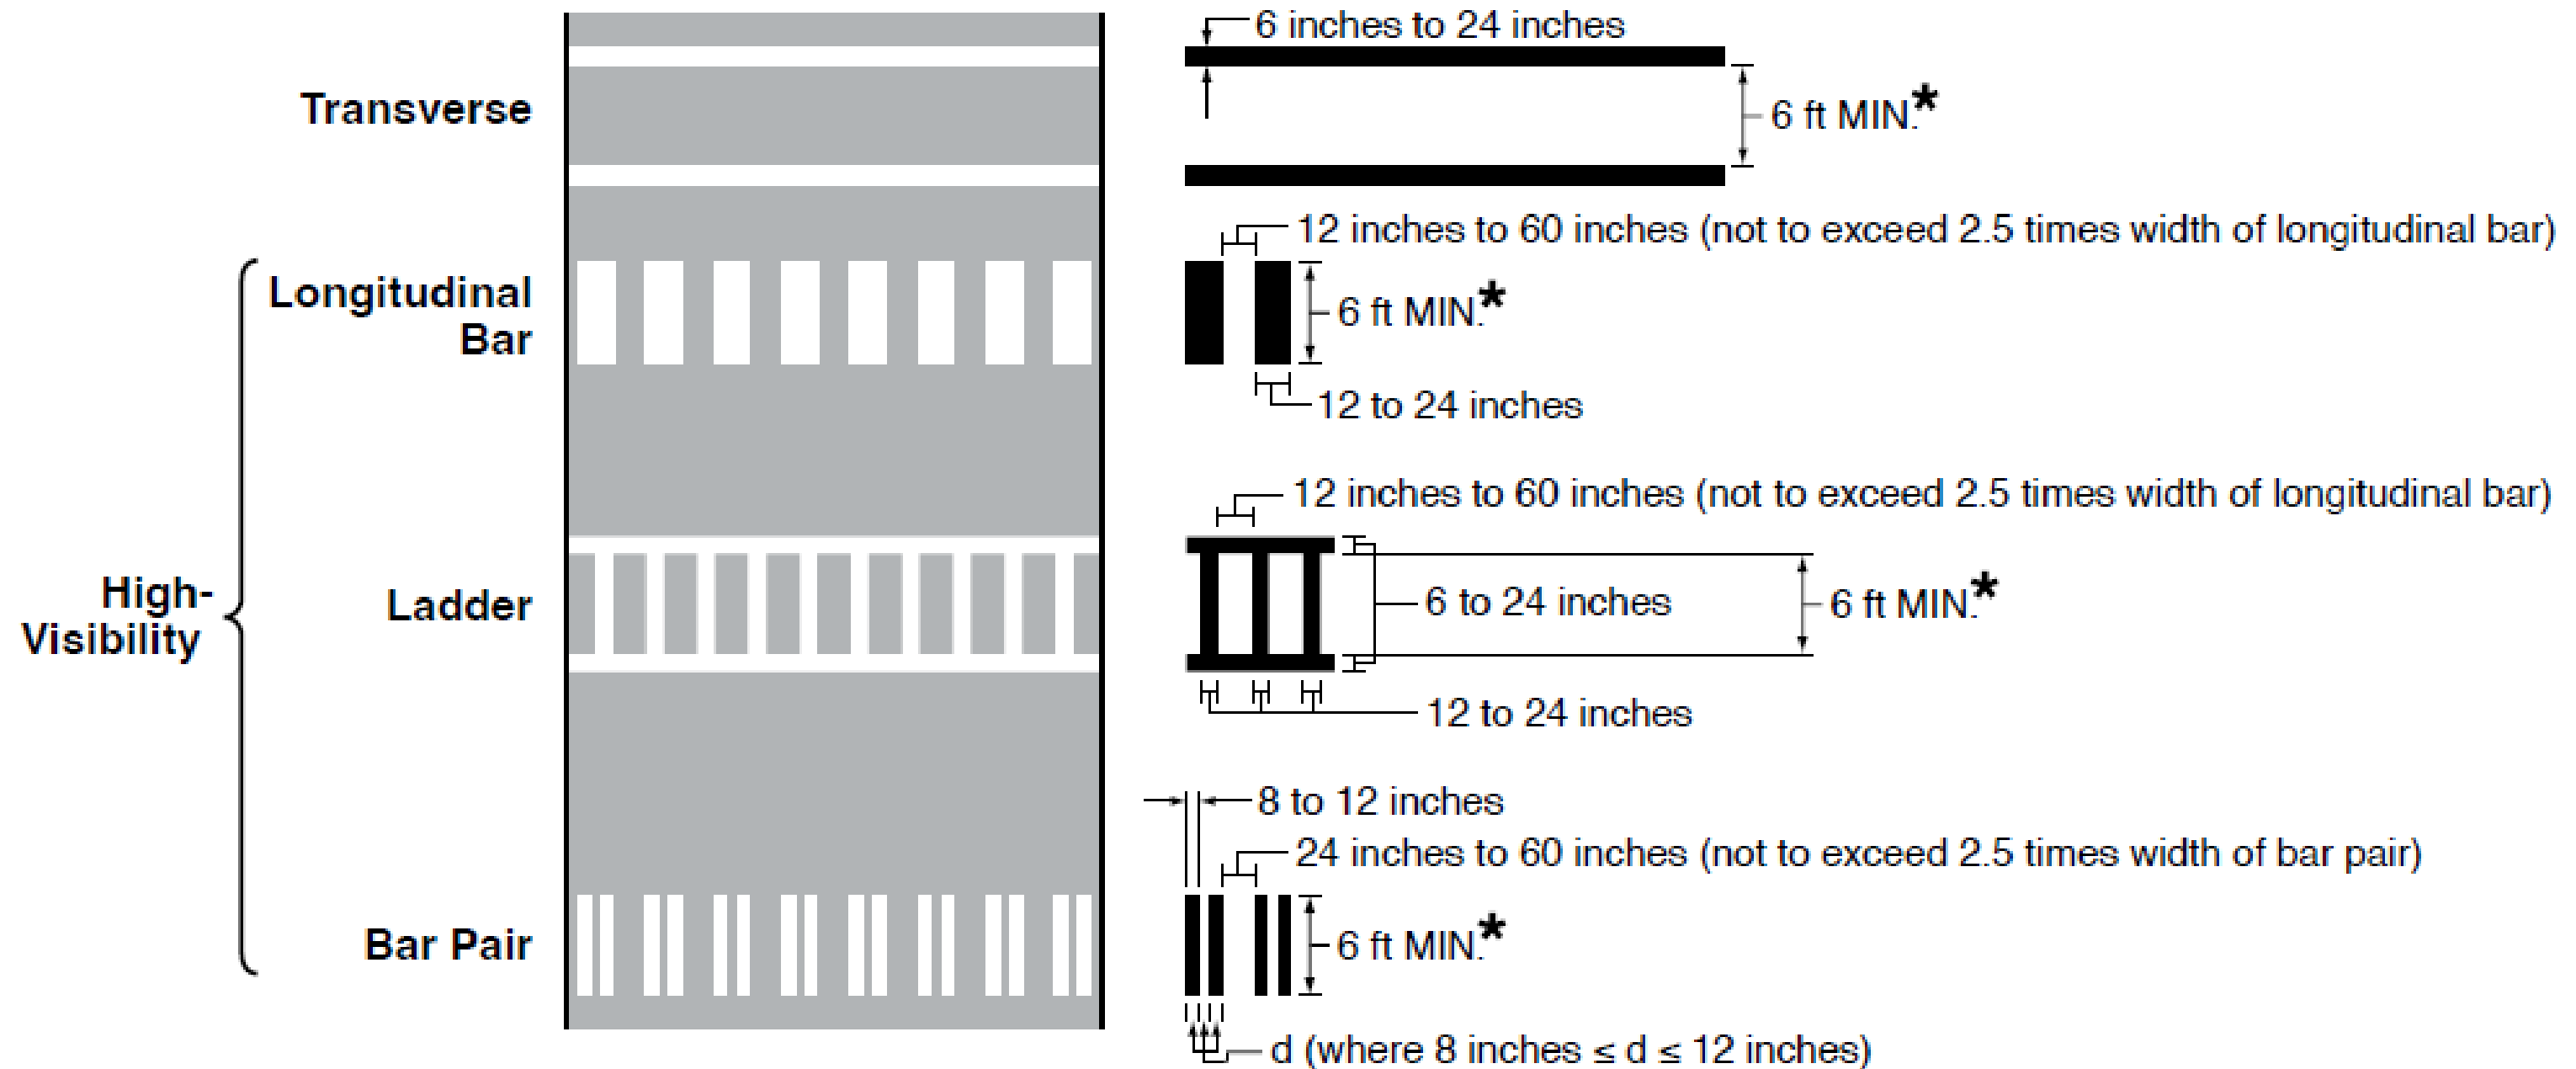 6 inches to 24 inches
Transverse
6 ft MIN.*
12 inches to 60 inches (not to exceed 2.5 times width of longitudinal bar)
Longitudinal
Bar
6 ft MIN.*
12 to 24 inches
12 inches to 60 inches (not to exceed 2.5 times width of longitudinal bar)
High-
Visibility
Ladder
6 to 24 inches
6 ft MIN.*
12 to 24 inches
8 to 12 inches
24 inches to 60 inches (not to exceed 2.5 times width of bar pair)
Bar Pair
6 ft MIN.*
d (where 8 inches ≤ d ≤ 12 inches)